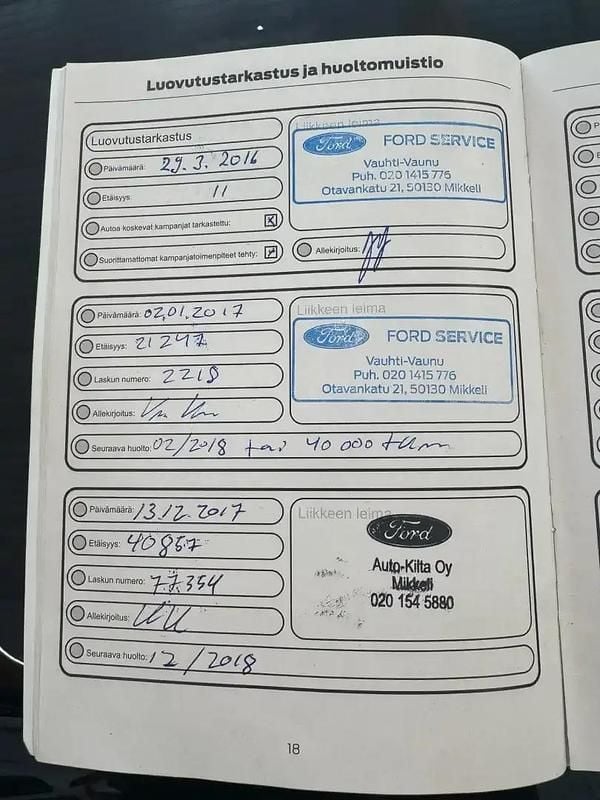 Luovutustarkastus ja huoltomuistio
Luovutustarkastus
Päivämäärä: 29.3.2016
Etäisyys: 11
Autoa koskevat kampanjat tarkastettu: X
Suorittamattomat kampanjatoimenpiteet tehty:
Liikkeen leima
Ford
FORD SERVICE
Vauhti-Vaunu
Puh. 020 1415 776
Otavankatu 21, 50130 Mikkeli
Allekirjoitus:
Päivämäärä: 02.01.2017
Etäisyys: 21247
Laskun numero: 2218
Allekirjoitus:
Liikkeen leima
Ford
FORD SERVICE
Vauhti-Vaunu
Puh. 020 1415 776
Otavankatu 21, 50130 Mikkeli
Seuraava huolto: 02/2018 tai 40 000 tkm
Päivämäärä: 13.12.2017
Etäisyys: 40857
Laskun numero: 77354
Allekirjoitus:
Liikkeen leima
Ford
Auto-Kilta Oy
Mikkeli
020 154 5880
Seuraava huolto: 12/2018
18